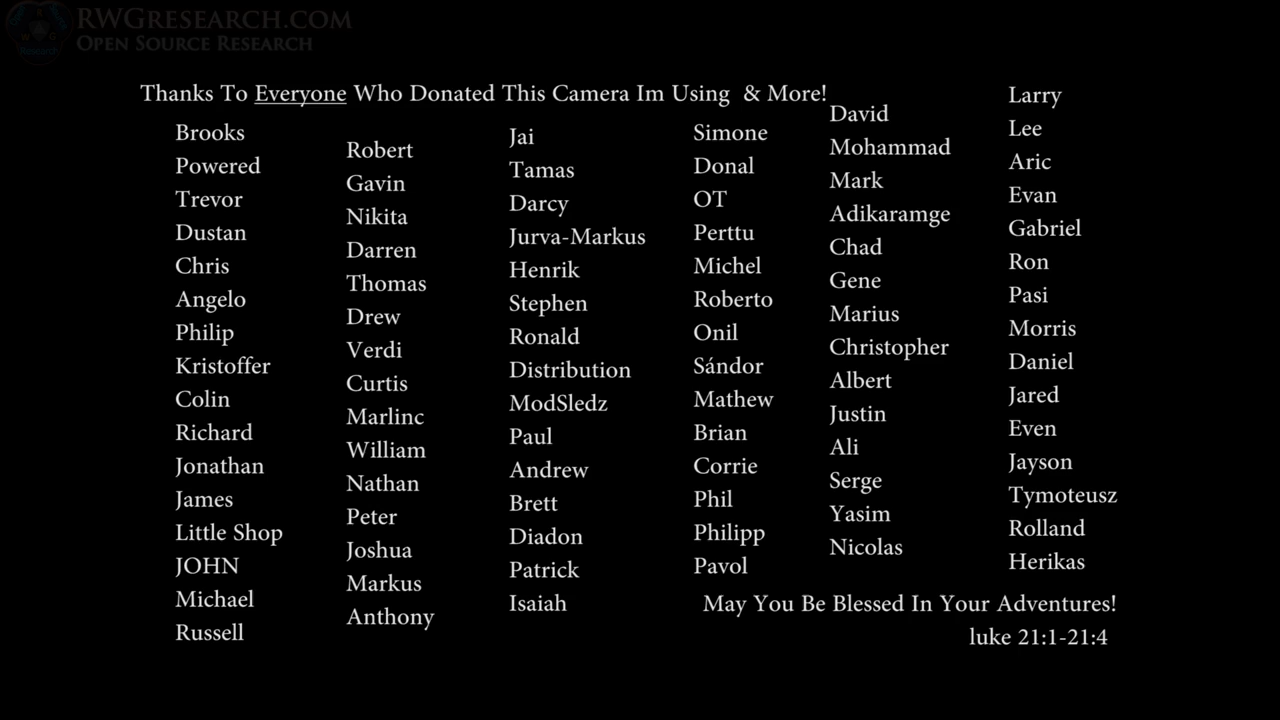 RWGRESEARCH.COM
OPEN SOURCE RESEARCH
Thanks To Everyone Who Donated This Camera Im Using & More!
Brooks
Powered
Trevor
Dustan
Chris
Angelo
Philip
Kristoffer
Colin
Richard
Jonathan
James
Little Shop
JOHN
Michael
Russell
Robert
Gavin
Nikita
Darren
Thomas
Drew
Verdi
Curtis
Marlinc
William
Nathan
Peter
Joshua
Markus
Anthony
Jai
Tamas
Darcy
Jurva-Markus
Henrik
Stephen
Ronald
Distribution
ModSledz
Paul
Andrew
Brett
Diadon
Patrick
Isaiah
Simone
Donal
OT
Perttu
Michel
Roberto
Onil
Sándor
Mathew
Brian
Corrie
Phil
Philipp
Pavol
David
Mohammad
Mark
Adikaramge
Chad
Gene
Marius
Christopher
Albert
Justin
Ali
Serge
Yasim
Nicolas
Larry
Lee
Aric
Evan
Gabriel
Ron
Pasi
Morris
Daniel
Jared
Even
Jayson
Tymoteusz
Rolland
Herikas
May You Be Blessed In Your Adventures!
luke 21:1-21:4